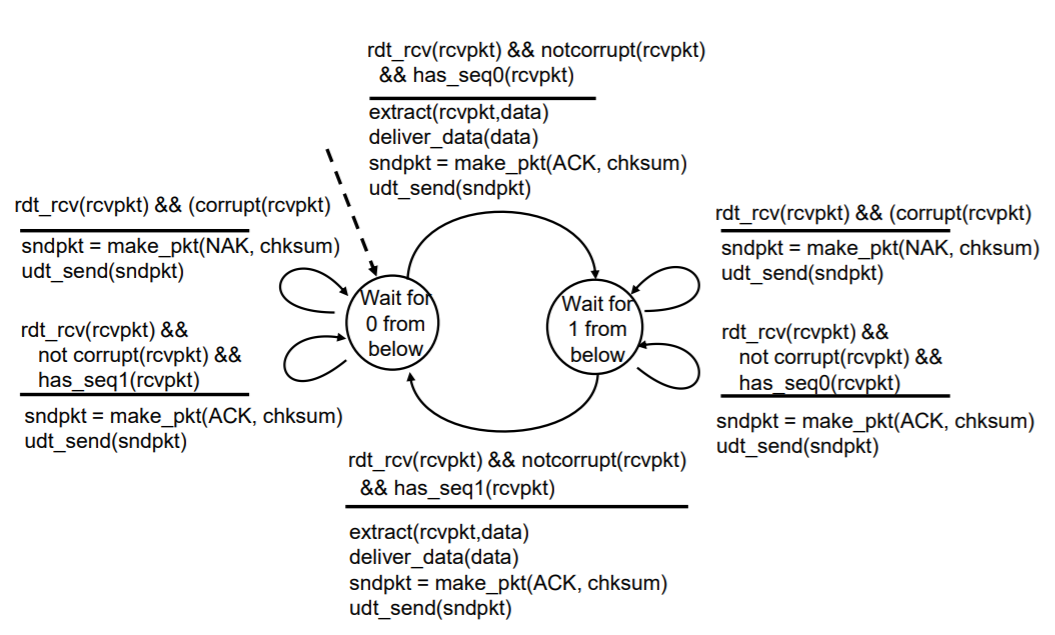 rdt_rcv(rcvpkt) && notcorrupt(rcvpkt)
&& has_seq0(rcvpkt)
extract(rcvpkt,data)
deliver_data(data)
sndpkt = make_pkt(ACK, chksum)
udt_send(sndpkt)
rdt_rcv(rcvpkt) && (corrupt(rcvpkt)
sndpkt = make_pkt(NAK, chksum)
udt_send(sndpkt)
rdt_rcv(rcvpkt) &&
not corrupt(rcvpkt) &&
has_seq1(rcvpkt)
sndpkt = make_pkt(ACK, chksum)
udt_send(sndpkt)
Wait for
0 from
below
Wait for
1 from
below
rdt_rcv(rcvpkt) && (corrupt(rcvpkt)
sndpkt = make_pkt(NAK, chksum)
udt_send(sndpkt)
rdt_rcv(rcvpkt) &&
not corrupt(rcvpkt) &&
has_seq0(rcvpkt)
sndpkt = make_pkt(ACK, chksum)
udt_send(sndpkt)
rdt_rcv(rcvpkt) && notcorrupt(rcvpkt)
&& has_seq1(rcvpkt)
extract(rcvpkt,data)
deliver_data(data)
sndpkt = make_pkt(ACK, chksum)
udt_send(sndpkt)